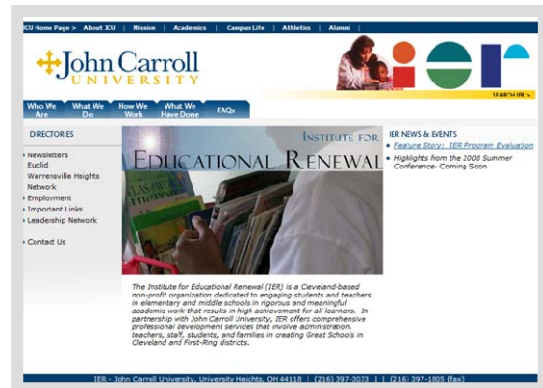 JCU Home Page > About JCU | Mission | Academics | Campus Life | Athletics | Alumni |
John Carroll
UNIVERSITY
ier
SEARCH IER >
Who We Are What We Do How We Work What We Have Done FAQs
DIRECTORIES
Newsletters
Euclid
Warrensville Heights
Network
Employment
Important Links
Leadership Network
Contact Us
INSTITUTE FOR
EDUCATIONAL RENEWAL
IER NEWS & EVENTS
Feature Story: IER Program Evaluation
Highlights from the 2008 Summer
Conference- Coming Soon
The Institute for Educational Renewal (IER) is a Cleveland-based
non-profit organization dedicated to engaging students and teachers
in elementary and middle schools in rigorous and meaningful
academic work that results in high achievement for all learners. In
partnership with John Carroll University, IER offers comprehensive
professional development services that involve administration,
teachers, staff, students, and families in creating Great Schools in
Cleveland and First-Ring districts.
IER - John Carroll University, University Heights, OH 44118 | (216) 397-3073 | | (216) 397-1805 (fax)